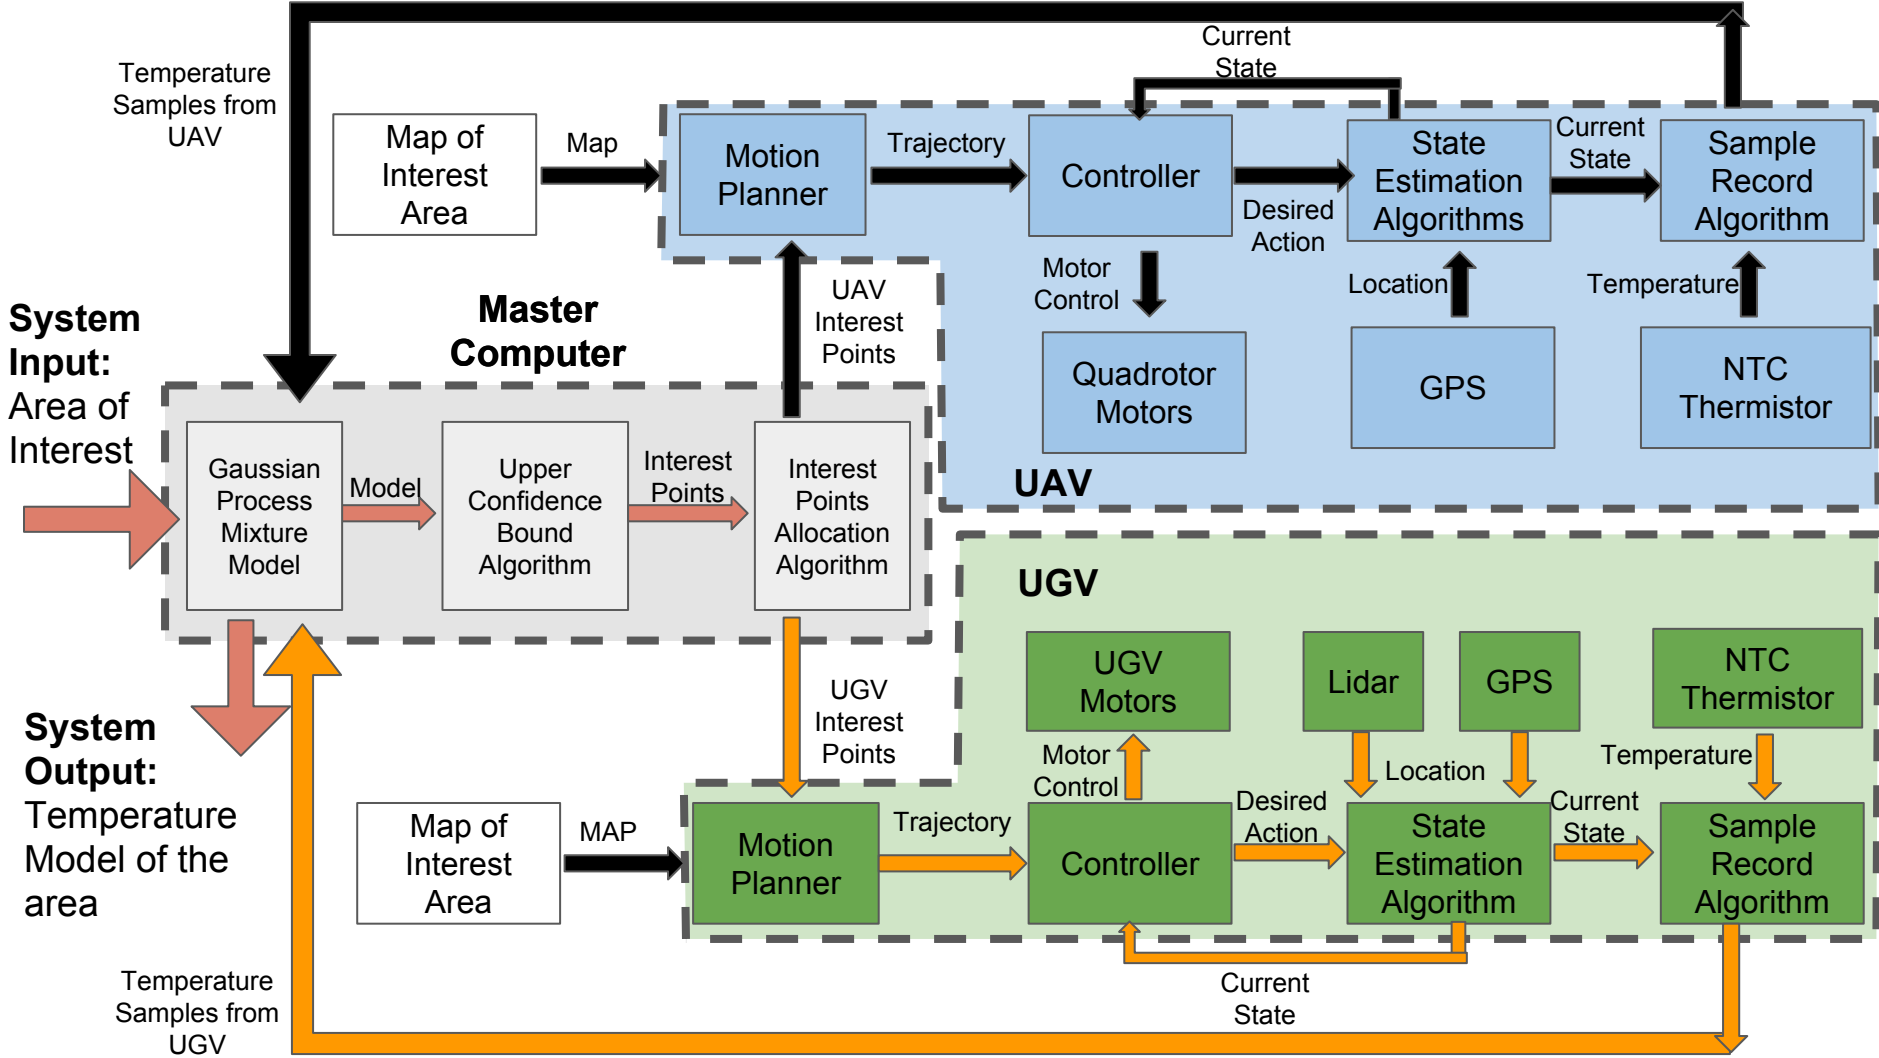 Temperature
Samples from
UAV
Map of
Interest
Area
Map
Motion
Planner
Trajectory
Current
State
Controller
Desired
Action
State
Estimation
Algorithms
Current
State
Sample
Record
Algorithm
Motor
Control
Location
Temperature
Quadrotor
Motors
GPS
NTC
Thermistor
UAV
UAV
Interest
Points
Master
Computer
System
Input:
Area of
Interest
Gaussian
Process
Mixture
Model
Model
Upper
Confidence
Bound
Algorithm
Interest
Points
Interest
Points
Allocation
Algorithm
UGV
UGV
Motors
Lidar
GPS
NTC
Thermistor
UGV
Interest
Points
Motor
Control
Location
Temperature
System
Output:
Temperature
Model of the
area
Map of
Interest
Area
MAP
Motion
Planner
Trajectory
Controller
Desired
Action
State
Estimation
Algorithm
Current
State
Sample
Record
Algorithm
Current
State
Temperature
Samples from
UGV